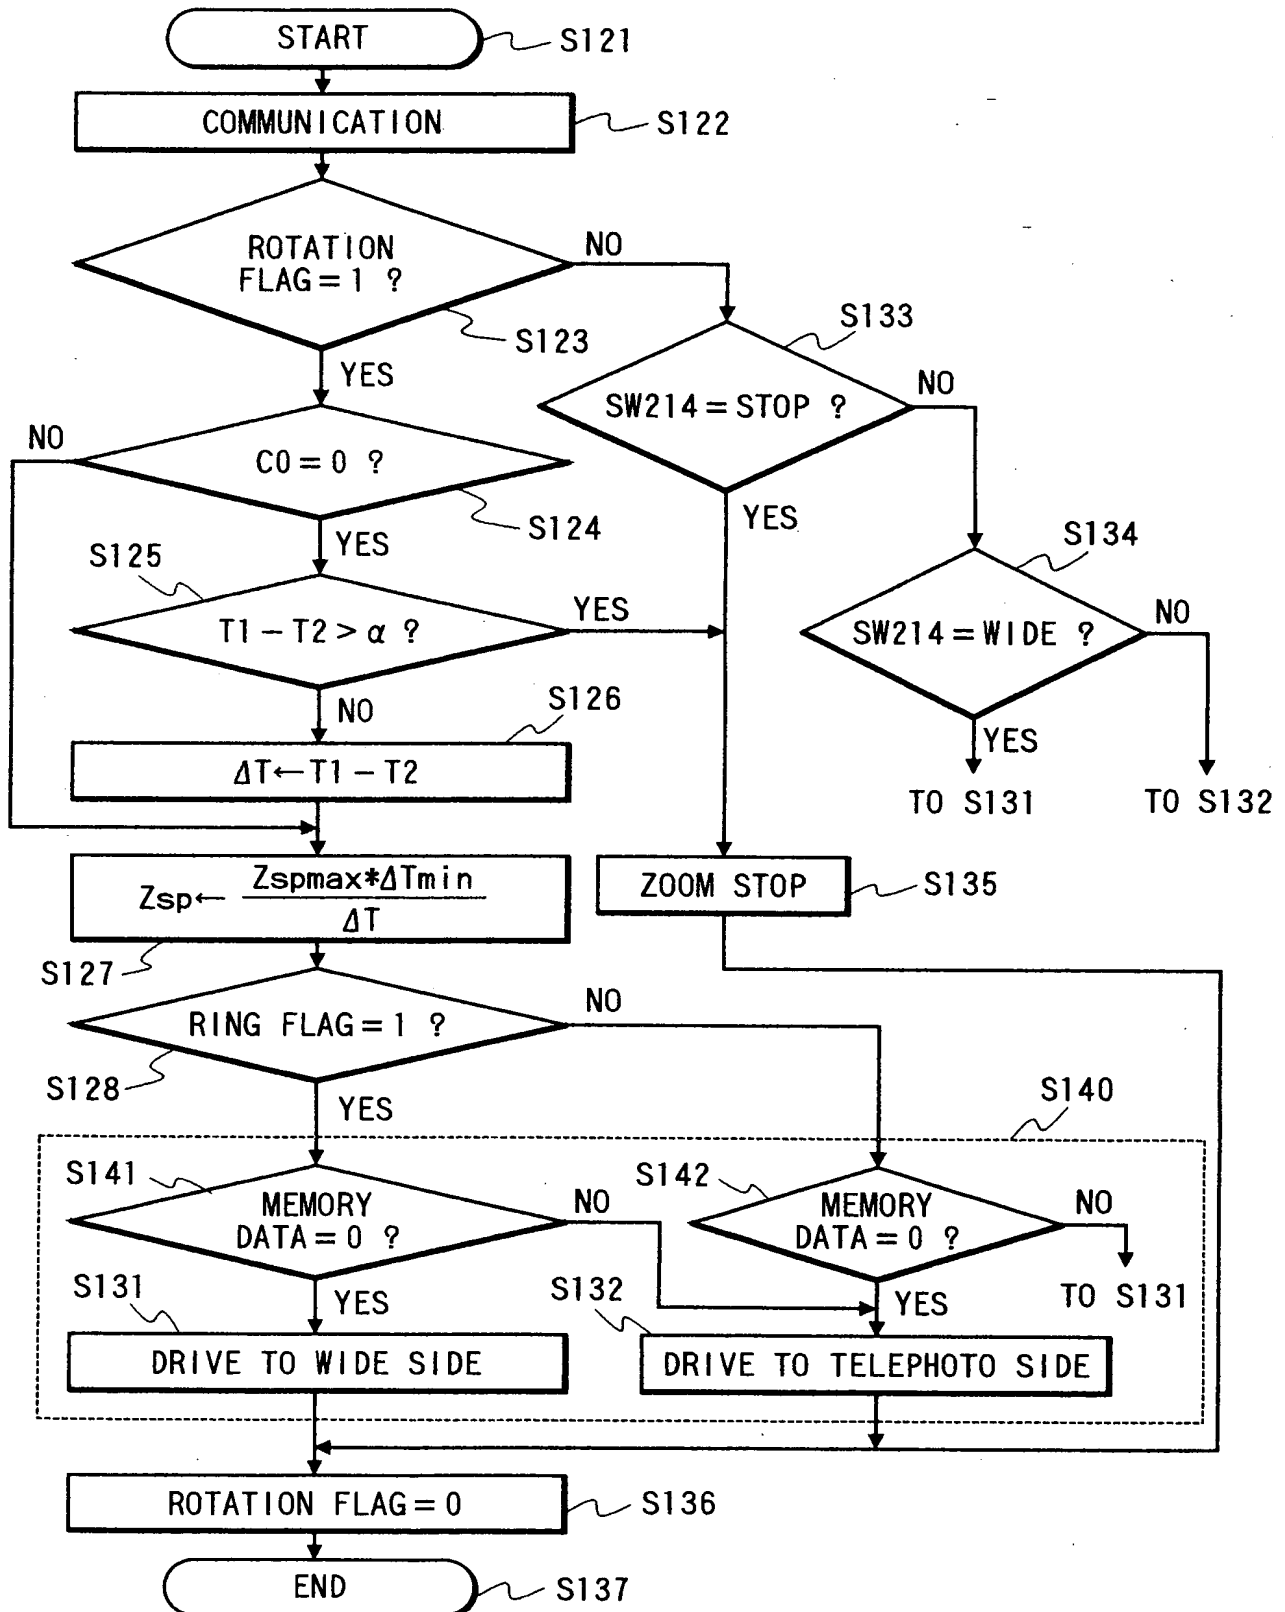 START
S121
COMMUNICATION
S122
ROTATION
FLAG=1 ?
NO
S123
YES
S133
SW214=STOP ?
NO
YES
NO
C0=0 ?
S124
YES
S134
SW214=WIDE ?
NO
YES
TO S131
TO S132
S125
T1-T2>α ?
YES
NO
S126
ΔT←T1-T2
Zsp← Zspmax*ΔTmin
ΔT
S127
ZOOM STOP
S135
RING FLAG=1 ?
NO
S128
YES
S140
S141
MEMORY
DATA=0 ?
NO
YES
S142
MEMORY
DATA=0 ?
NO
TO S131
YES
S131
DRIVE TO WIDE SIDE
S132
DRIVE TO TELEPHOTO SIDE
ROTATION FLAG=0
S136
END
S137